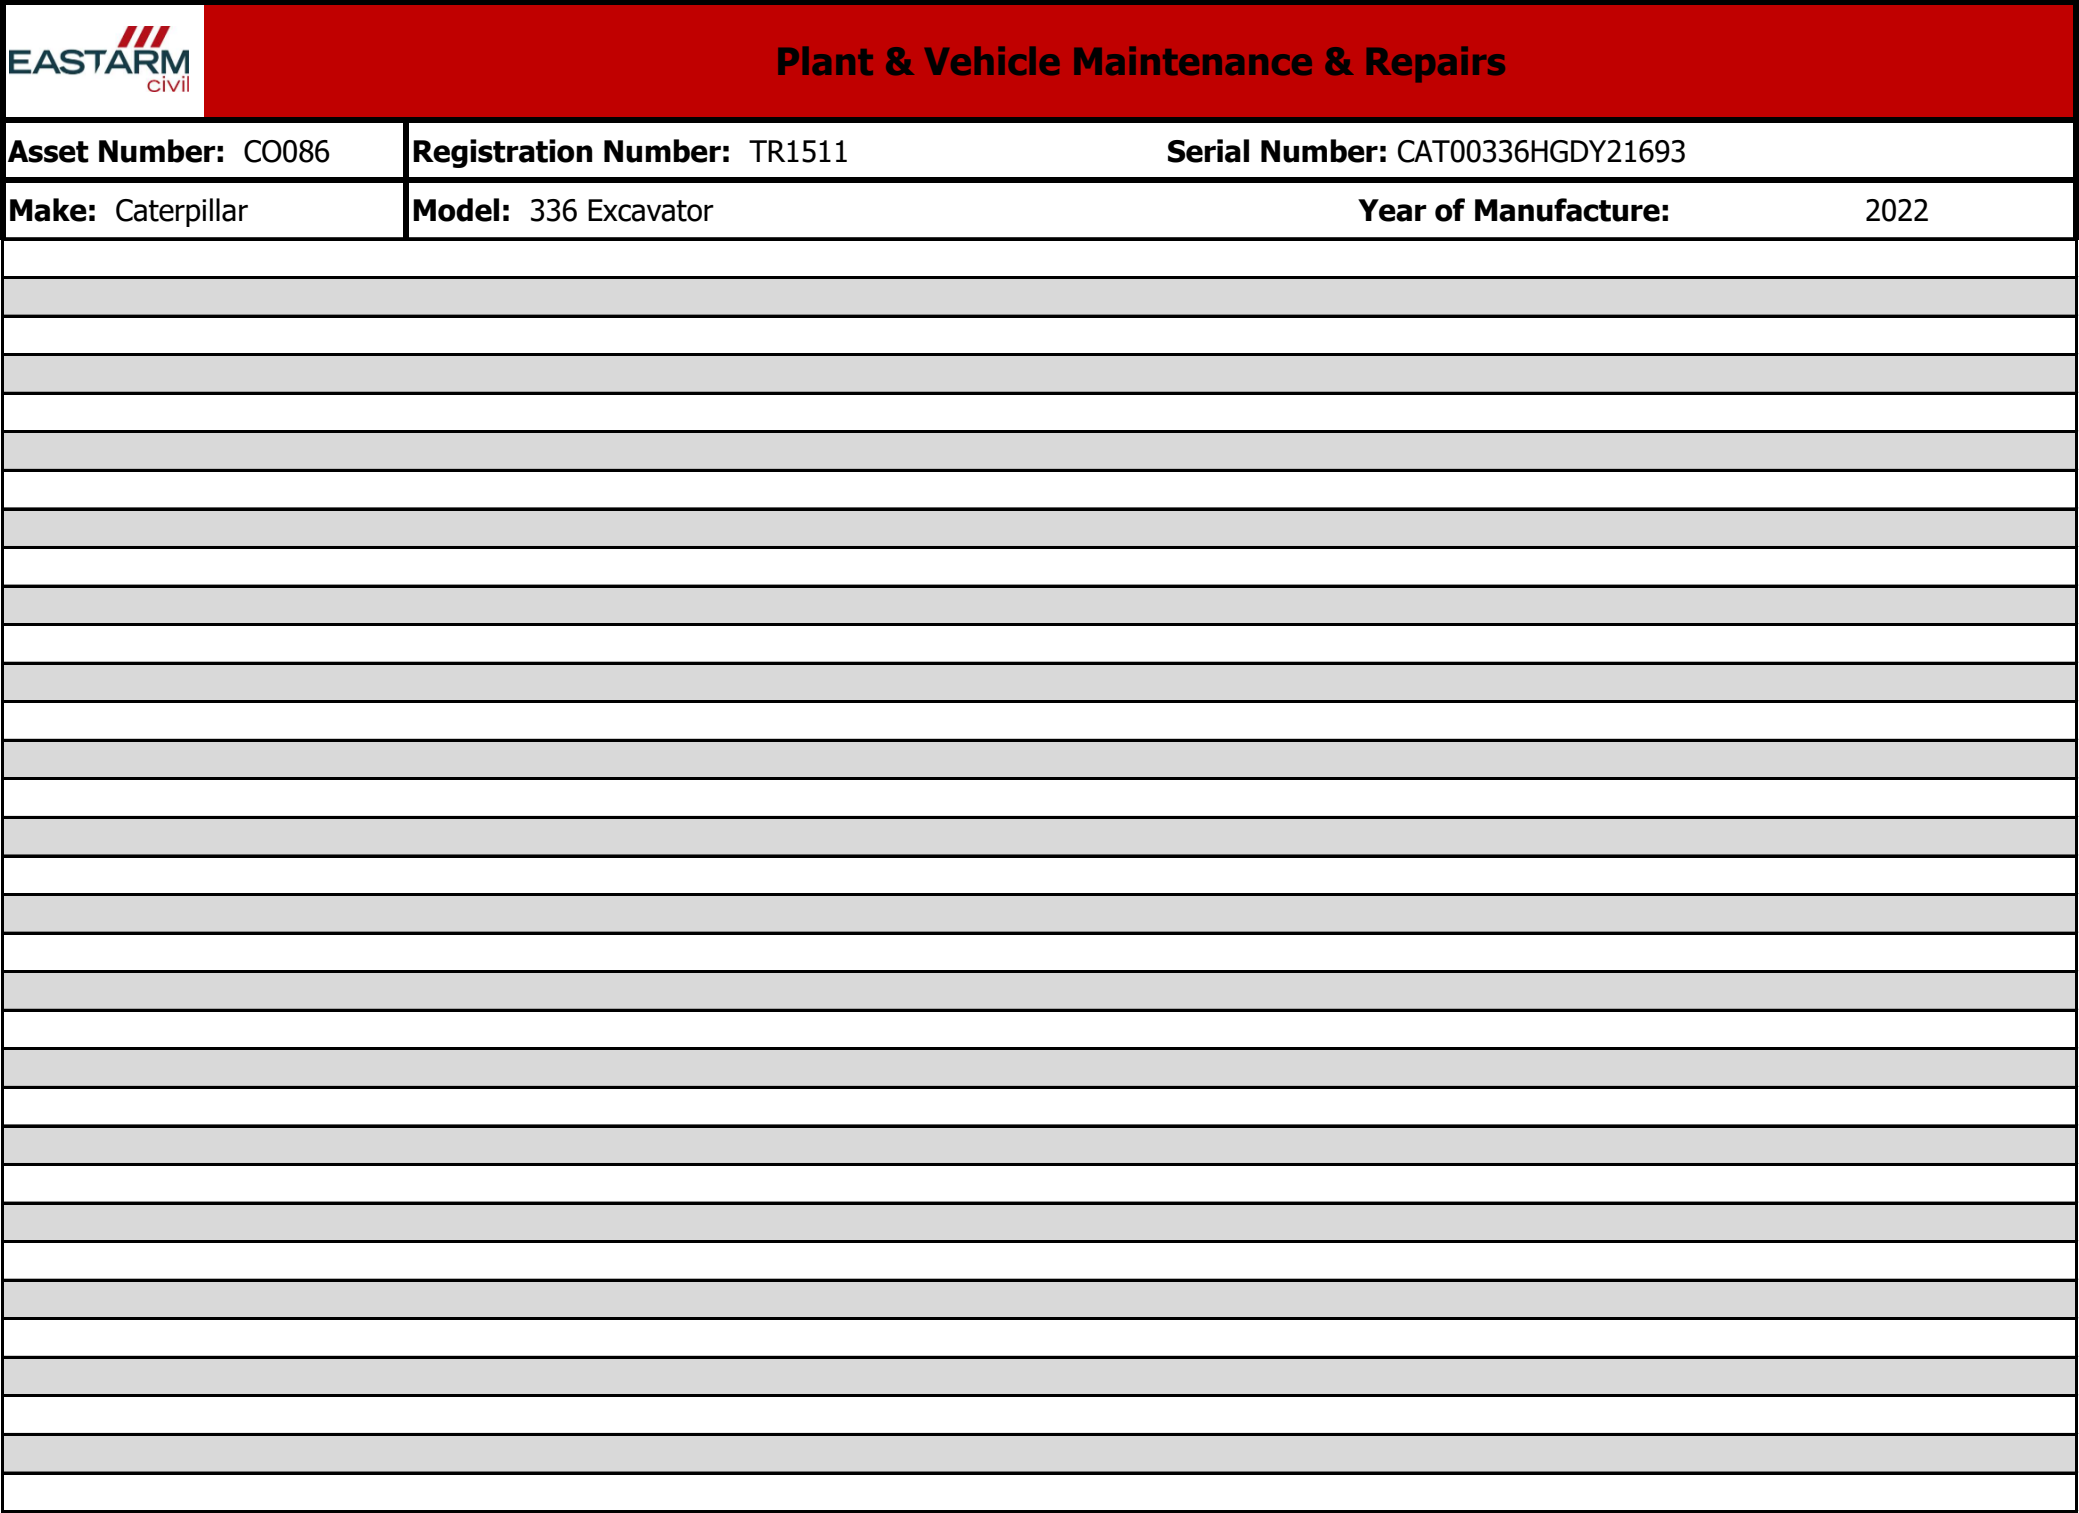 EASTARM
civil
Plant & Vehicle Maintenance & Repairs
Asset Number: CO086 Registration Number: TR1511 Serial Number: CAT00336HGDY21693
Make: Caterpillar Model: 336 Excavator Year of Manufacture: 2022